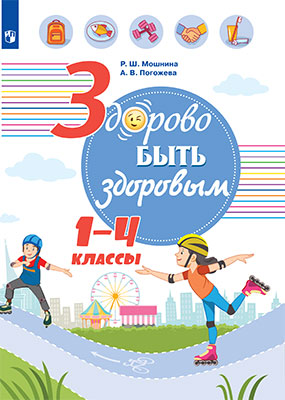 Р. Ш. Мошнина
А. В. Погожева
Здорово
БЫТЬ
здоровым
1–4
КЛАССЫ